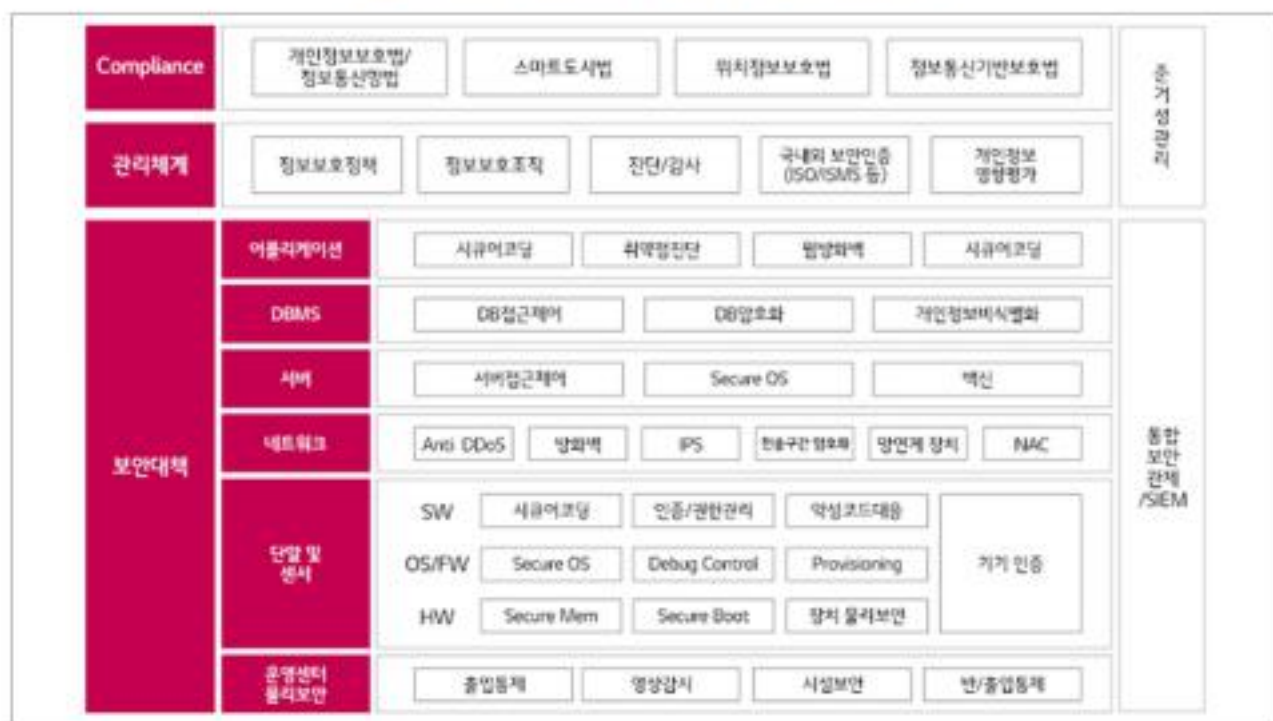 Compliance
개인정보보호법/
정보통신망법
스마트도시법
위치정보보호법
정보통신기반보호법
준거성관리
관리체계
정보보호정책
정보보호조직
진단/감사
국내외 보안인증
(ISO/ISMS 등)
개인정보
영향평가
보안대책
어플리케이션
시큐어코딩
취약점진단
웹방화벽
시큐어코딩
DBMS
DB접근제어
DB암호화
개인정보비식별화
서버
서버접근제어
Secure OS
백신
네트워크
Anti DDoS
방화벽
IPS
전송구간 암호화
망연계 장치
NAC
단말 및
센서
SW
시큐어코딩
인증/권한관리
악성코드대응
OS/FW
Secure OS
Debug Control
Provisioning
HW
Secure Mem
Secure Boot
장치 물리보안
기기 인증
운영센터
물리보안
출입통제
영상감시
시설보안
반/출입통제
통합
보안
관제
/SIEM